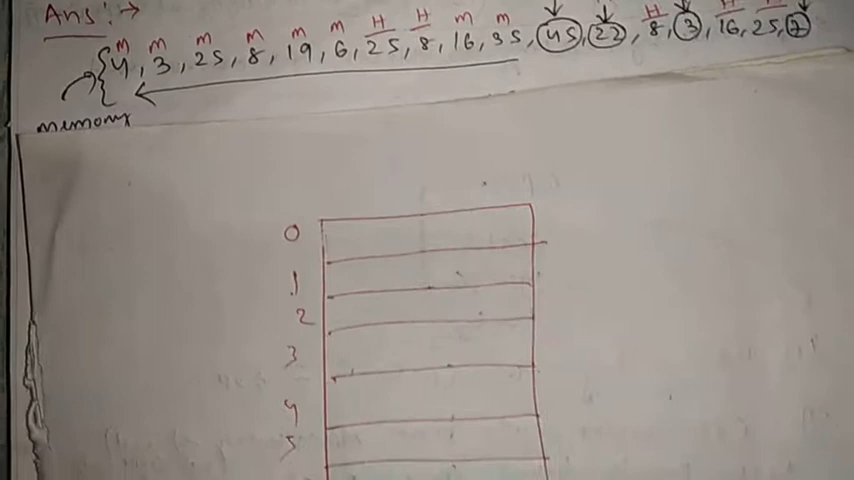 Ans :→
M M M M M M H H M M H H
{ 4, 3, 25, 8, 19, 6, 25, 8, 16, 35, 45, 22, 8, 3, 16, 25, 7
memory
0
1
2
3
4
5